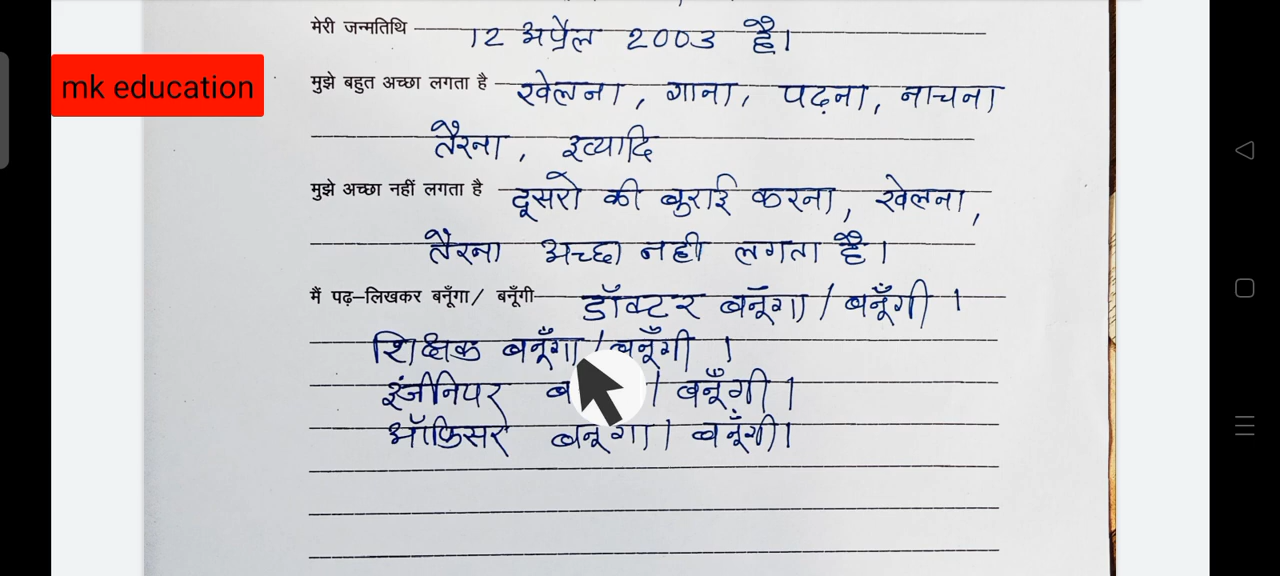 मेरी जन्मतिथि 12 अप्रैल 2003 है।
mk education
मुझे बहुत अच्छा लगता है खेलना, गाना, पढ़ना, नाचना
तैरना, इत्यादि
मुझे अच्छा नहीं लगता है दूसरों की बुराई करना, खेलना,
तैरना अच्छा नही लगता है।
मैं पढ़–लिखकर बनूँगा/ बनूँगी डॉक्टर बनूँगा / बनूँगी ।
शिक्षक बनूँगा / बनूँगी ।
इंजीनियर / बनूँगी ।
ऑफिसर बनूगा / बनूँगी ।